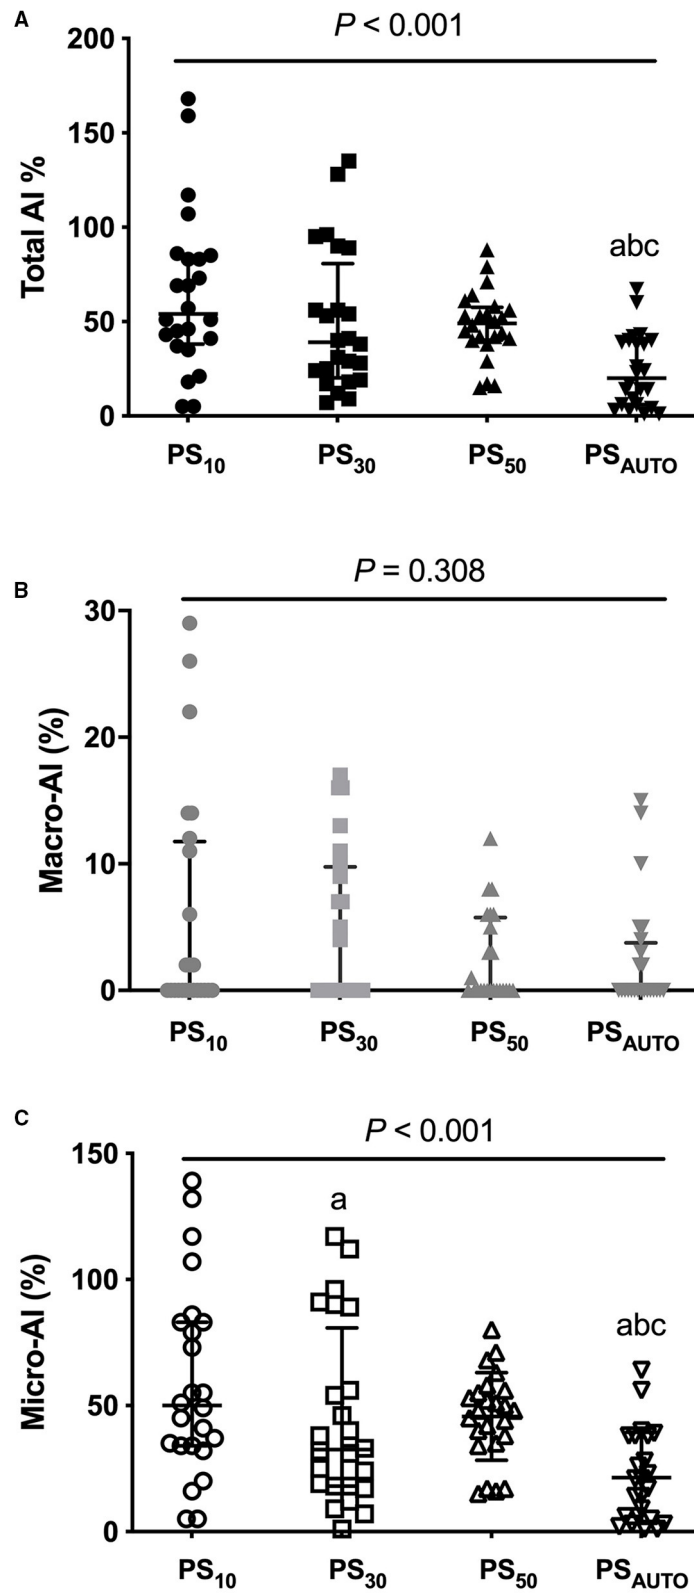 A
P < 0.001
200
150
100
50
0
Total AI %
abc
PS10 PS30 PS50 PSAUTO
B
P = 0.308
30
20
10
0
Macro-AI (%)
PS10 PS30 PS50 PSAUTO
C
P < 0.001
150
100
50
0
Micro-AI (%)
a
abc
PS10 PS30 PS50 PSAUTO